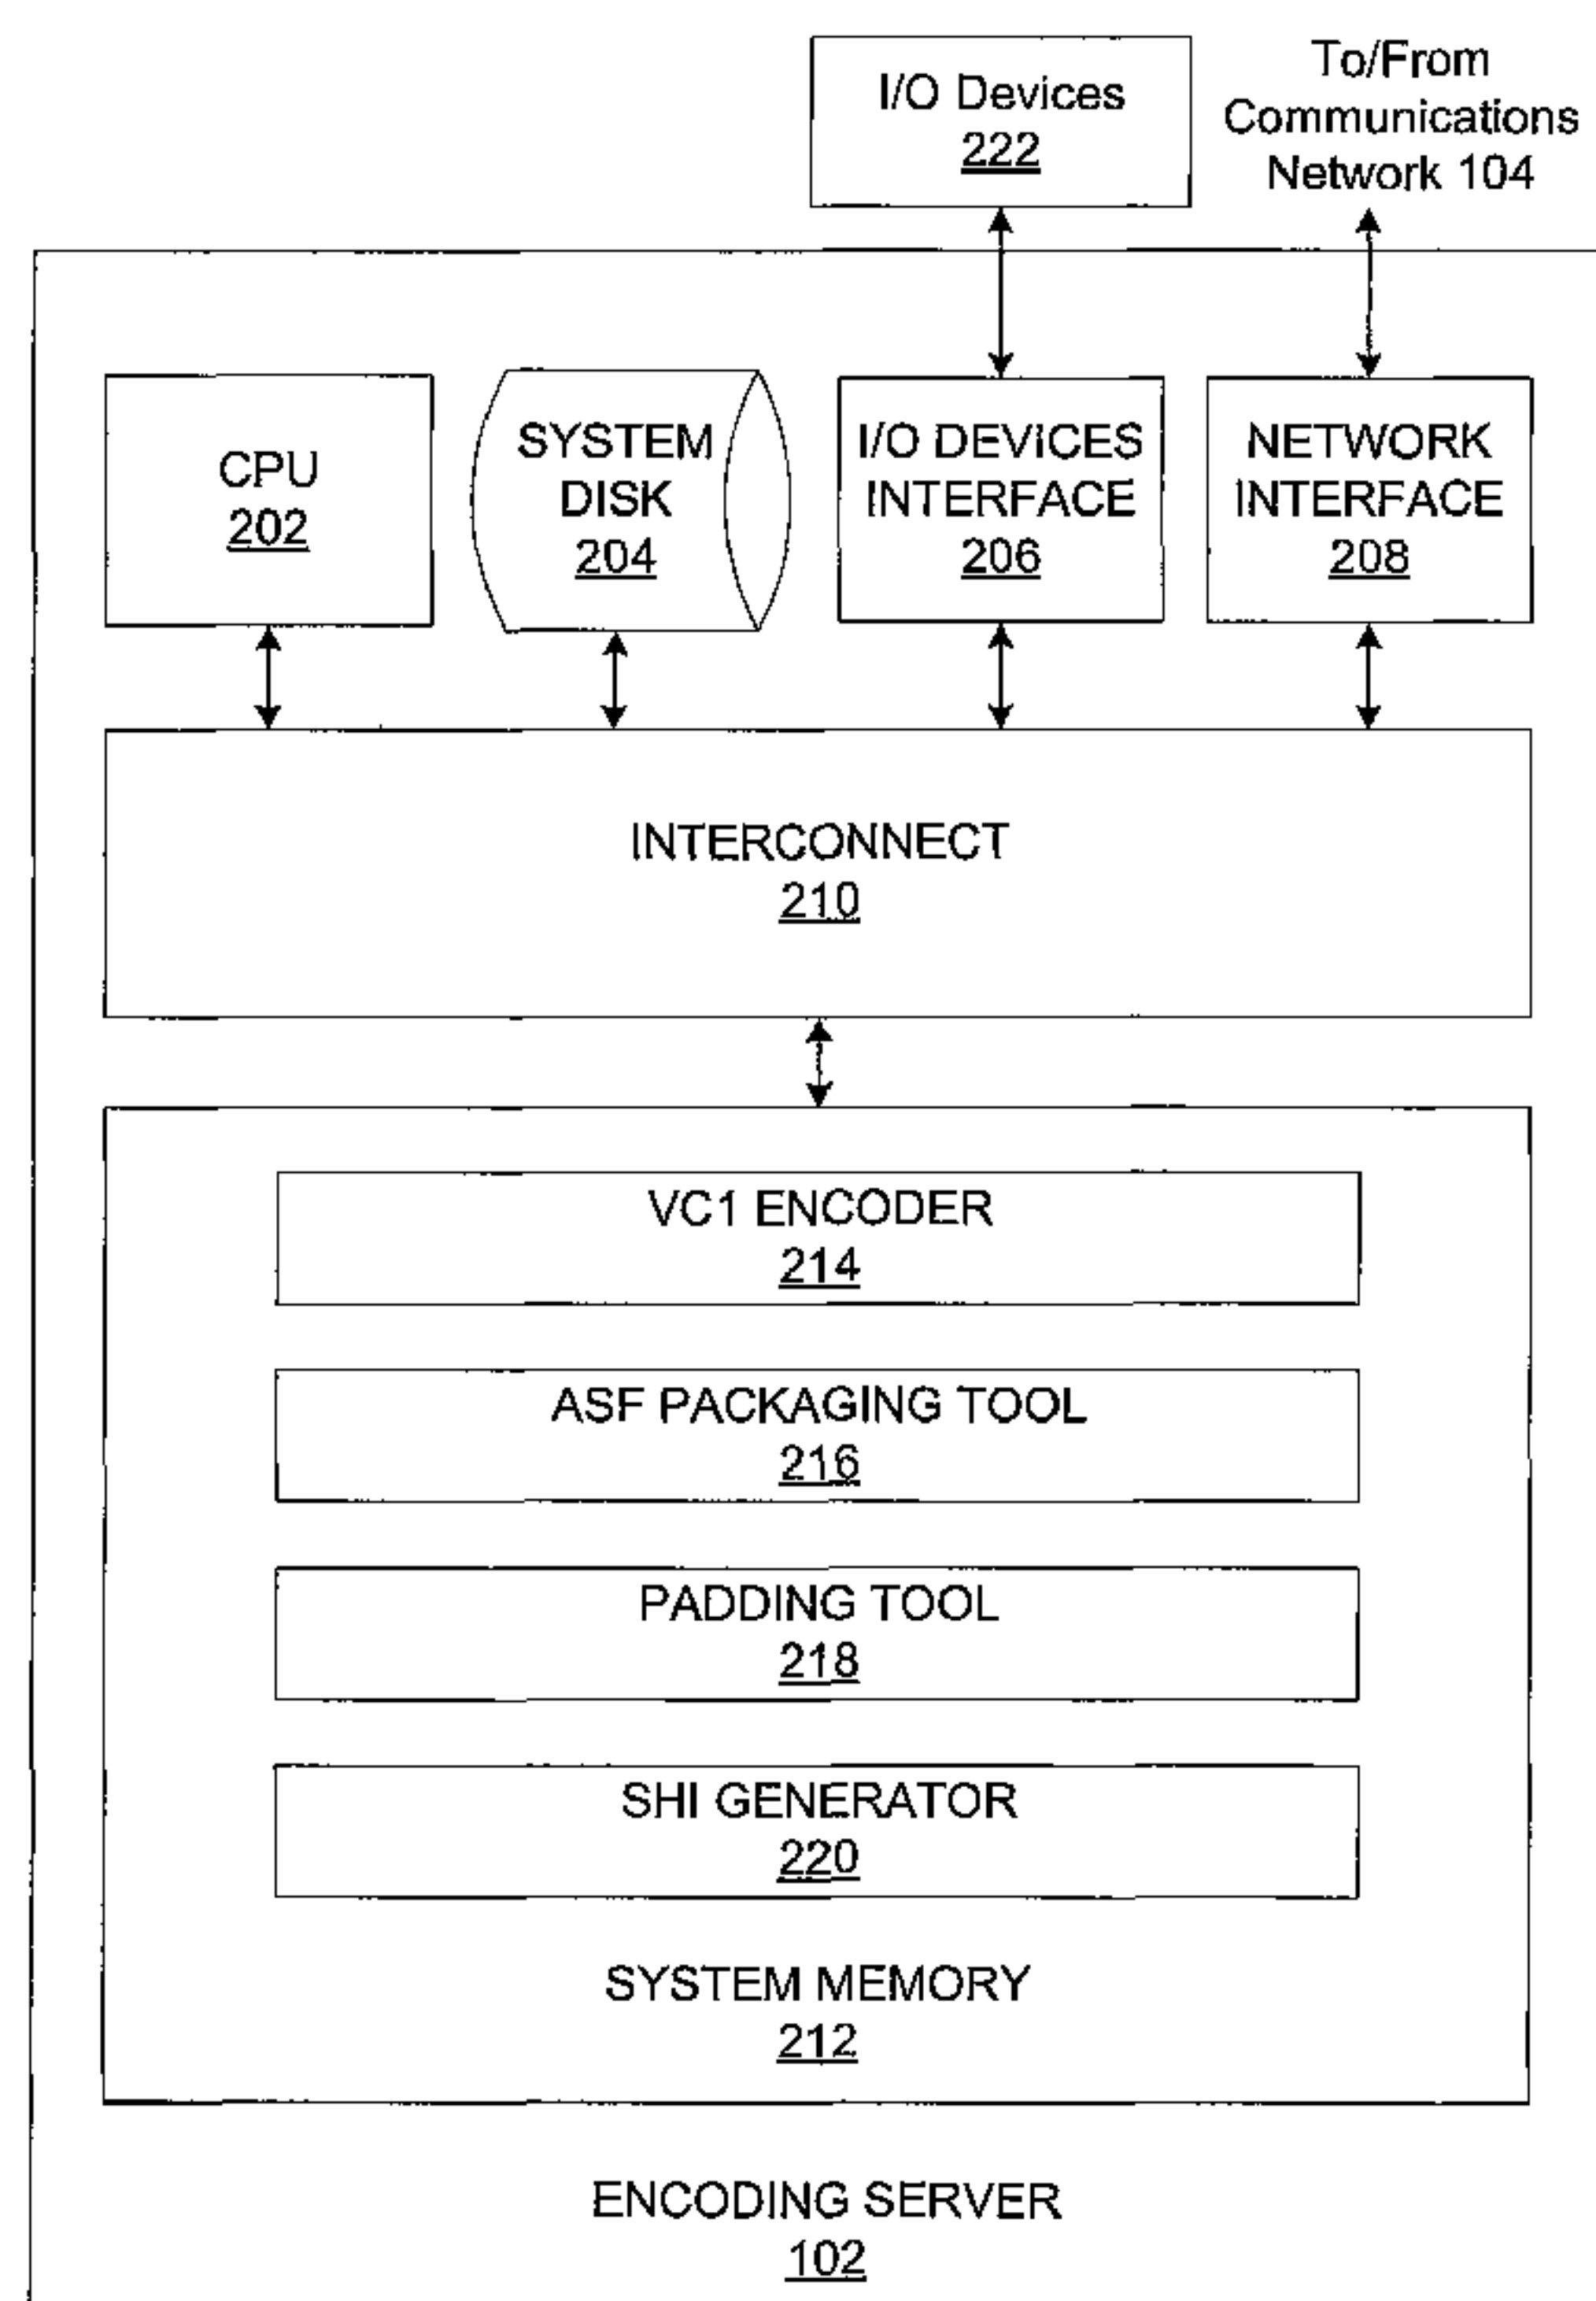 I/O Devices
222
To/From
Communications
Network 104
CPU
202
SYSTEM
DISK
204
I/O DEVICES
INTERFACE
206
NETWORK
INTERFACE
208
INTERCONNECT
210
VC1 ENCODER
214
ASF PACKAGING TOOL
216
PADDING TOOL
218
SHI GENERATOR
220
SYSTEM MEMORY
212
ENCODING SERVER
102